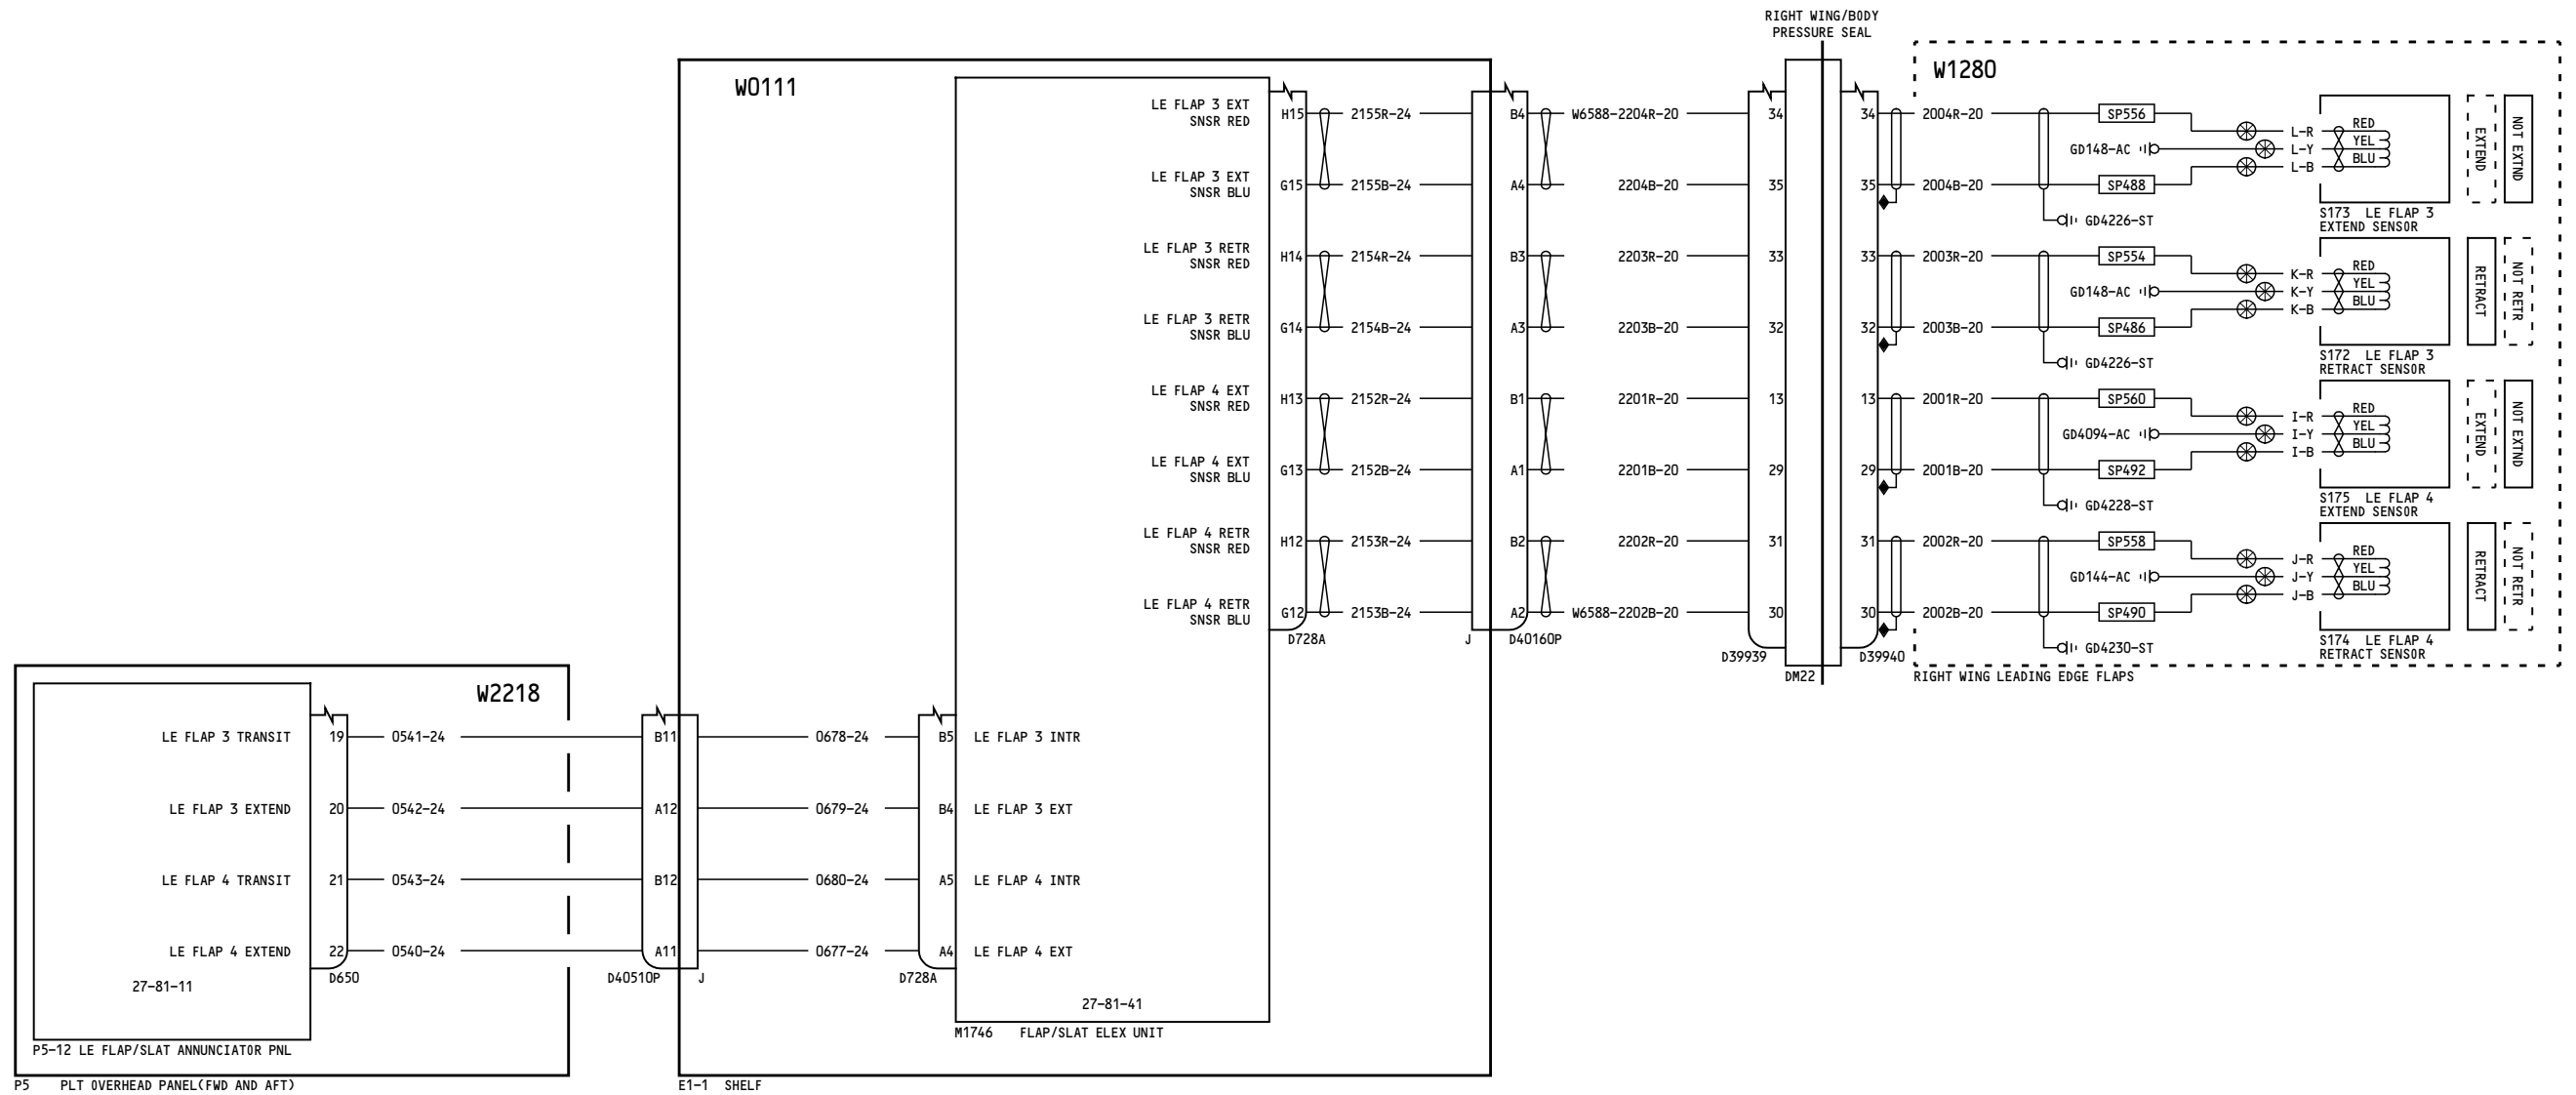 RIGHT WING/BODY
PRESSURE SEAL
W0111
W1280
LE FLAP 3 EXT
SNSR RED
H15 2155R-24 B4 W6588-2204R-20 34 34 2004R-20 SP556
L-R RED
GD148-AC L-Y YEL
L-B BLU
LE FLAP 3 EXT
SNSR BLU
G15 2155B-24 A4 2204B-20 35 35 2004B-20 SP488
GD4226-ST
S173 LE FLAP 3
EXTEND SENSOR
EXTEND
NOT EXTND
LE FLAP 3 RETR
SNSR RED
H14 2154R-24 B3 2203R-20 33 33 2003R-20 SP554
K-R RED
GD148-AC K-Y YEL
K-B BLU
LE FLAP 3 RETR
SNSR BLU
G14 2154B-24 A3 2203B-20 32 32 2003B-20 SP486
GD4226-ST
S172 LE FLAP 3
RETRACT SENSOR
RETRACT
NOT RETR
LE FLAP 4 EXT
SNSR RED
H13 2152R-24 B1 2201R-20 13 13 2001R-20 SP560
I-R RED
GD4094-AC I-Y YEL
I-B BLU
LE FLAP 4 EXT
SNSR BLU
G13 2152B-24 A1 2201B-20 29 29 2001B-20 SP492
GD4228-ST
S175 LE FLAP 4
EXTEND SENSOR
EXTEND
NOT EXTND
LE FLAP 4 RETR
SNSR RED
H12 2153R-24 B2 2202R-20 31 31 2002R-20 SP558
J-R RED
GD144-AC J-Y YEL
J-B BLU
LE FLAP 4 RETR
SNSR BLU
G12 2153B-24 A2 W6588-2202B-20 30 30 2002B-20 SP490
GD4230-ST
S174 LE FLAP 4
RETRACT SENSOR
RETRACT
NOT RETR
D728A J D40160P D39939 DM22 D39940
RIGHT WING LEADING EDGE FLAPS
W2218
LE FLAP 3 TRANSIT 19 0541-24 B11 0678-24 B5 LE FLAP 3 INTR
LE FLAP 3 EXTEND 20 0542-24 A12 0679-24 B4 LE FLAP 3 EXT
LE FLAP 4 TRANSIT 21 0543-24 B12 0680-24 A5 LE FLAP 4 INTR
LE FLAP 4 EXTEND 22 0540-24 A11 0677-24 A4 LE FLAP 4 EXT
27-81-11 D650 D40510P J D728A
27-81-41
M1746 FLAP/SLAT ELEX UNIT
P5-12 LE FLAP/SLAT ANNUNCIATOR PNL
P5 PLT OVERHEAD PANEL(FWD AND AFT)
E1-1 SHELF